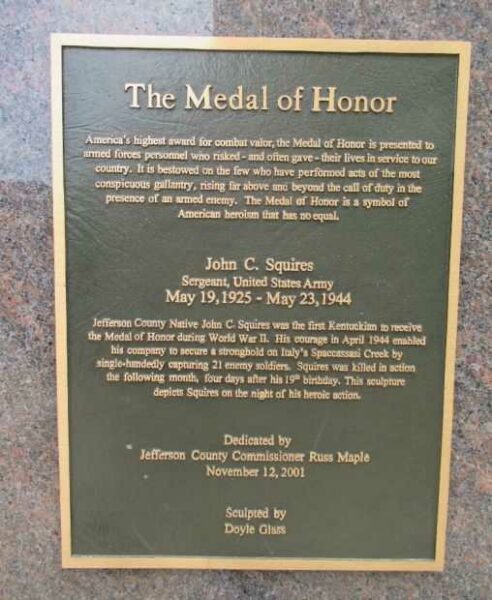 The Medal of Honor
America's highest award for combat valor, the Medal of Honor is presented to
armed forces personnel who risked - and often gave - their lives in service to our
country. It is bestowed on the few who have performed acts of the most
conspicuous gallantry, rising far above and beyond the call of duty in the
presence of an armed enemy. The Medal of Honor is a symbol of
American heroism that has no equal.
John C. Squires
Sergeant, United States Army
May 19, 1925 - May 23, 1944
Jefferson County Native John C. Squires was the first Kentuckian to receive
the Medal of Honor during World War II. His courage in April 1944 enabled
his company to secure a stronghold on Italy's Spaccassasi Creek by
single-handedly capturing 21 enemy soldiers. Squires was killed in action
the following month, four days after his 19th birthday. This sculpture
depicts Squires on the night of his heroic action.
Dedicated by
Jefferson County Commissioner Russ Maple
November 12, 2001
Sculpted by
Doyle Glass